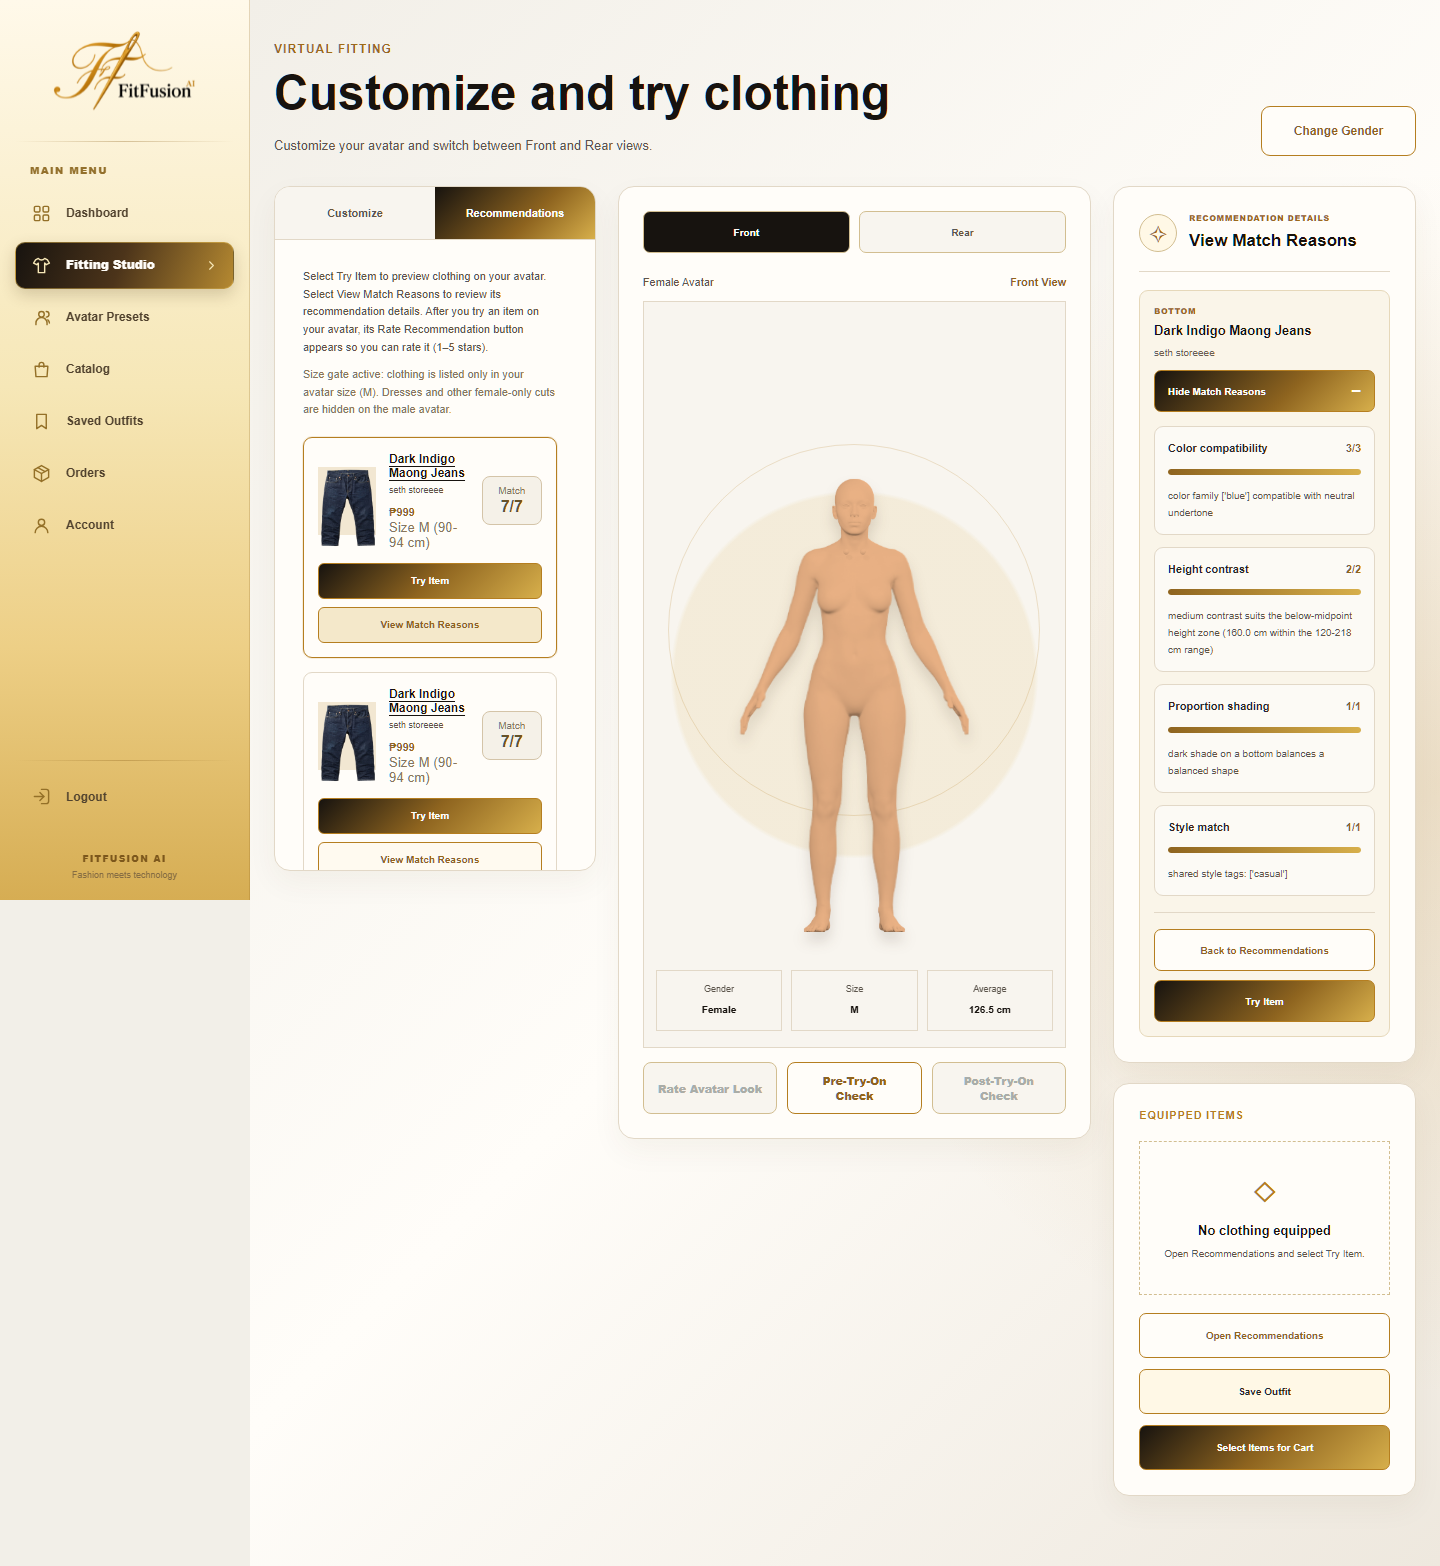 FitFusion AI
MAIN MENU
Dashboard
Fitting Studio
Avatar Presets
Catalog
Saved Outfits
Orders
Account
Logout
FITFUSION AI
Fashion meets technology
VIRTUAL FITTING
Customize and try clothing
Customize your avatar and switch between Front and Rear views.
Change Gender
Customize
Recommendations
Select Try Item to preview clothing on your avatar.
Select View Match Reasons to review its
recommendation details. After you try an item on
your avatar, its Rate Recommendation button
appears so you can rate it (1–5 stars).
Size gate active: clothing is listed only in your
avatar size (M). Dresses and other female-only cuts
are hidden on the male avatar.
Dark Indigo
Maong Jeans
seth storeeee
₱999
Size M (90-
94 cm)
Match
7/7
Try Item
View Match Reasons
Dark Indigo
Maong Jeans
seth storeeee
₱999
Size M (90-
94 cm)
Match
7/7
Try Item
View Match Reasons
Front
Rear
Female Avatar
Front View
Gender
Female
Size
M
Average
126.5 cm
Rate Avatar Look
Pre-Try-On
Check
Post-Try-On
Check
RECOMMENDATION DETAILS
View Match Reasons
BOTTOM
Dark Indigo Maong Jeans
seth storeeee
Hide Match Reasons −
Color compatibility 3/3
color family ['blue'] compatible with neutral
undertone
Height contrast 2/2
medium contrast suits the below-midpoint
height zone (160.0 cm within the 120-218
cm range)
Proportion shading 1/1
dark shade on a bottom balances a
balanced shape
Style match 1/1
shared style tags: ['casual']
Back to Recommendations
Try Item
EQUIPPED ITEMS
No clothing equipped
Open Recommendations and select Try Item.
Open Recommendations
Save Outfit
Select Items for Cart